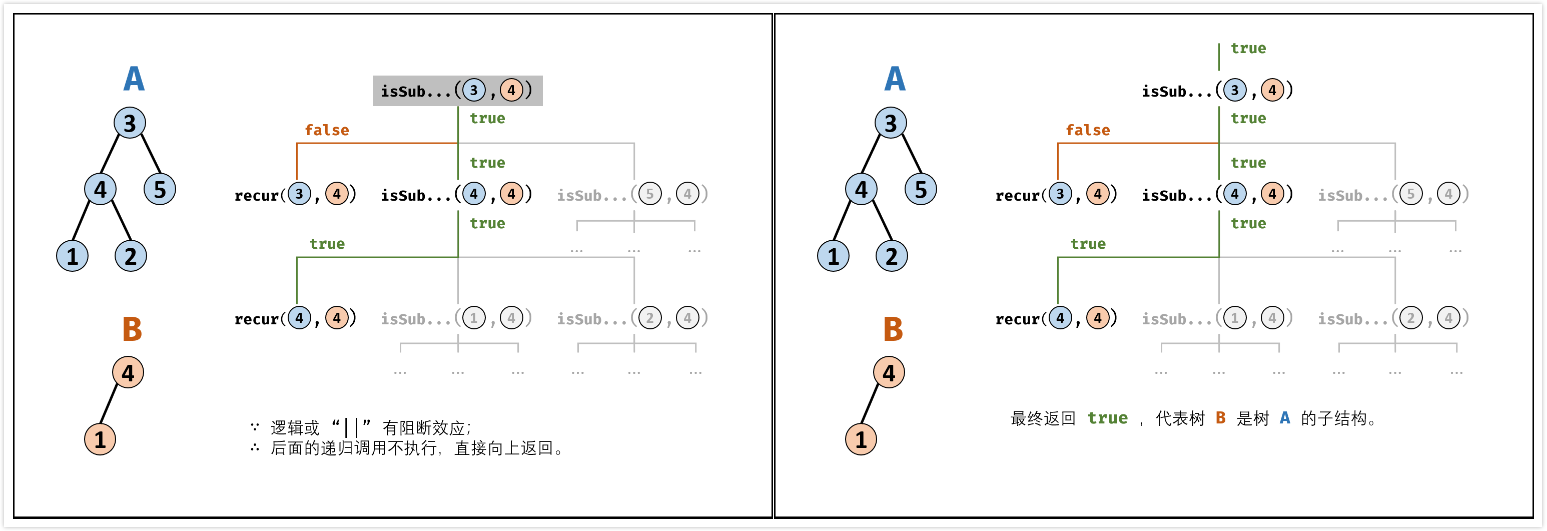 A
isSub...(3,4)
true
false
3
true
4
5
recur(3,4)
isSub...(4,4)
isSub...(5,4)
true
true
... ... ...
1
2
recur(4,4)
isSub...(1,4)
isSub...(2,4)
B
4
... ... ... ... ... ...
1
∵ 逻辑或 “||” 有阻断效应;
∴ 后面的递归调用不执行, 直接向上返回。
true
A
isSub...(3,4)
true
false
3
true
4
5
recur(3,4)
isSub...(4,4)
isSub...(5,4)
true
true
... ... ...
1
2
recur(4,4)
isSub...(1,4)
isSub...(2,4)
B
4
... ... ... ... ... ...
1
最终返回 true , 代表树 B 是树 A 的子结构。